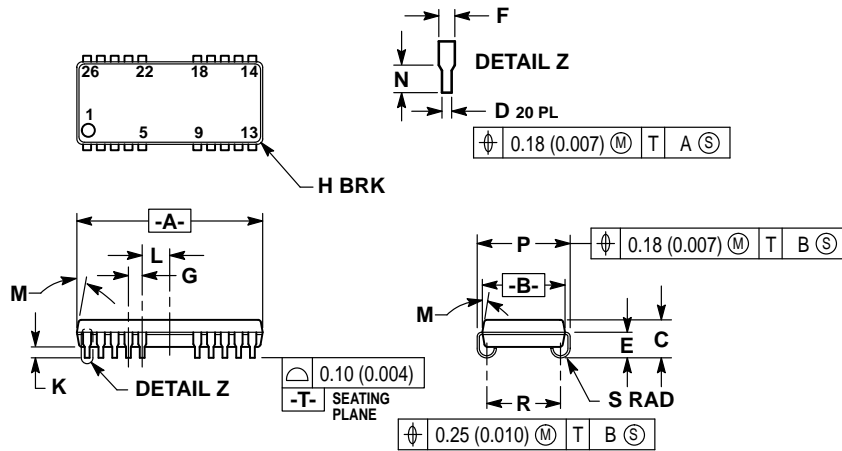 F
26 22 18 14
DETAIL Z
N
1
5 9 13
D 20 PL
⌖ 0.18 (0.007) Ⓜ T A Ⓢ
H BRK
-A-
P
⌖ 0.18 (0.007) Ⓜ T B Ⓢ
L
G
-B-
M
M
E
C
K
DETAIL Z
⌓ 0.10 (0.004)
-T- SEATING
PLANE
R
S RAD
⌖ 0.25 (0.010) Ⓜ T B Ⓢ